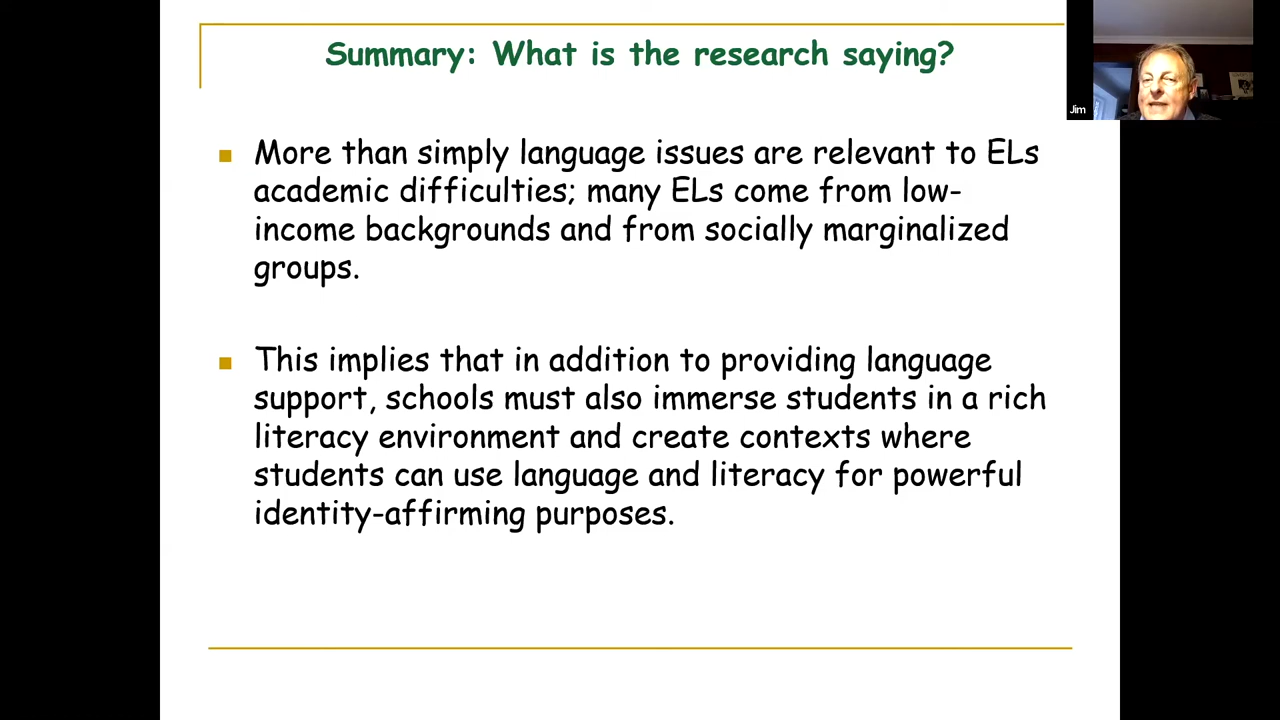 Summary: What is the research saying?
Jim
More than simply language issues are relevant to ELs
academic difficulties; many ELs come from low-
income backgrounds and from socially marginalized
groups.
This implies that in addition to providing language
support, schools must also immerse students in a rich
literacy environment and create contexts where
students can use language and literacy for powerful
identity-affirming purposes.